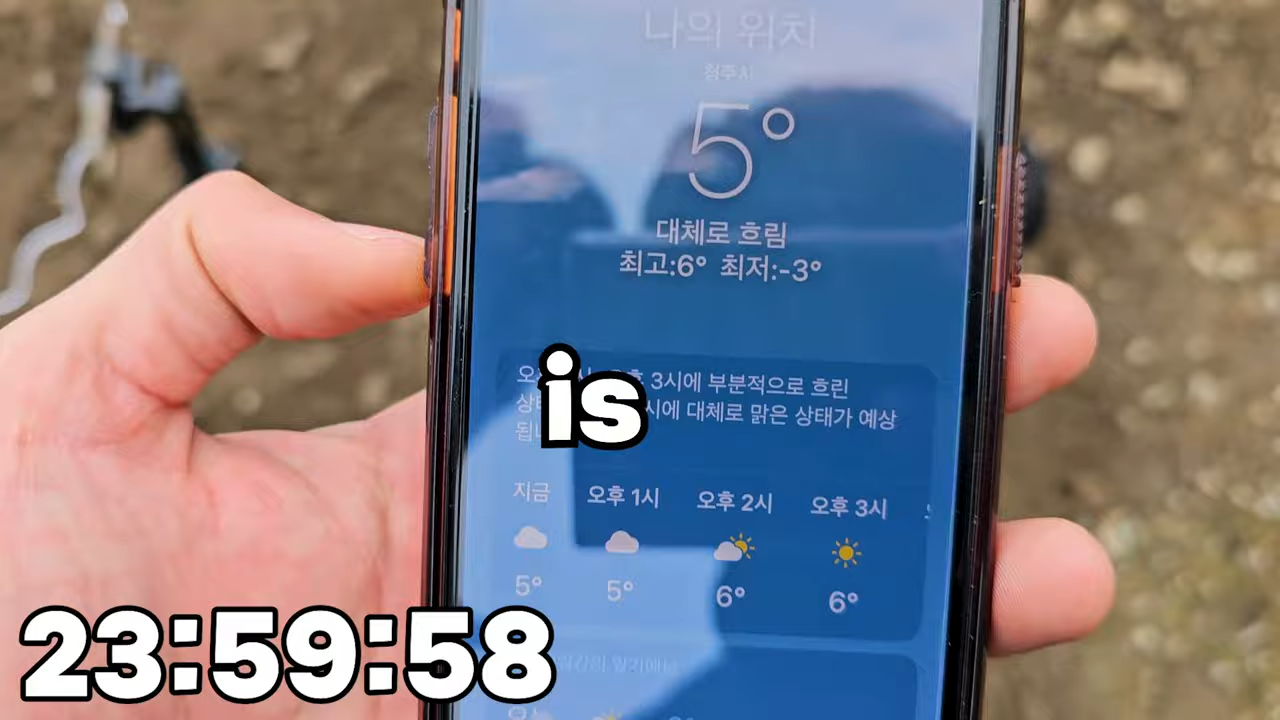 나의 위치
청주시
5°
대체로 흐림
최고:6° 최저:-3°
3시에 부분적으로 흐린
시에 대체로 맑은 상태가 예상
is
지금 오후 1시 오후 2시 오후 3시
5° 5° 6° 6°
23:59:58